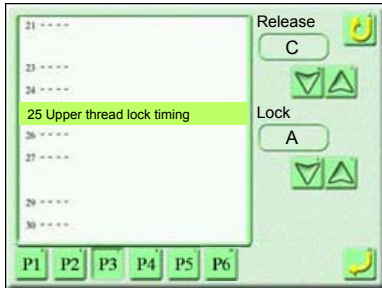 21 ----
23 ----
24 ----
25 Upper thread lock timing
26 ----
27 ----
29 ----
30 ----
Release
C
Lock
A
P1 P2 P3 P4 P5 P6